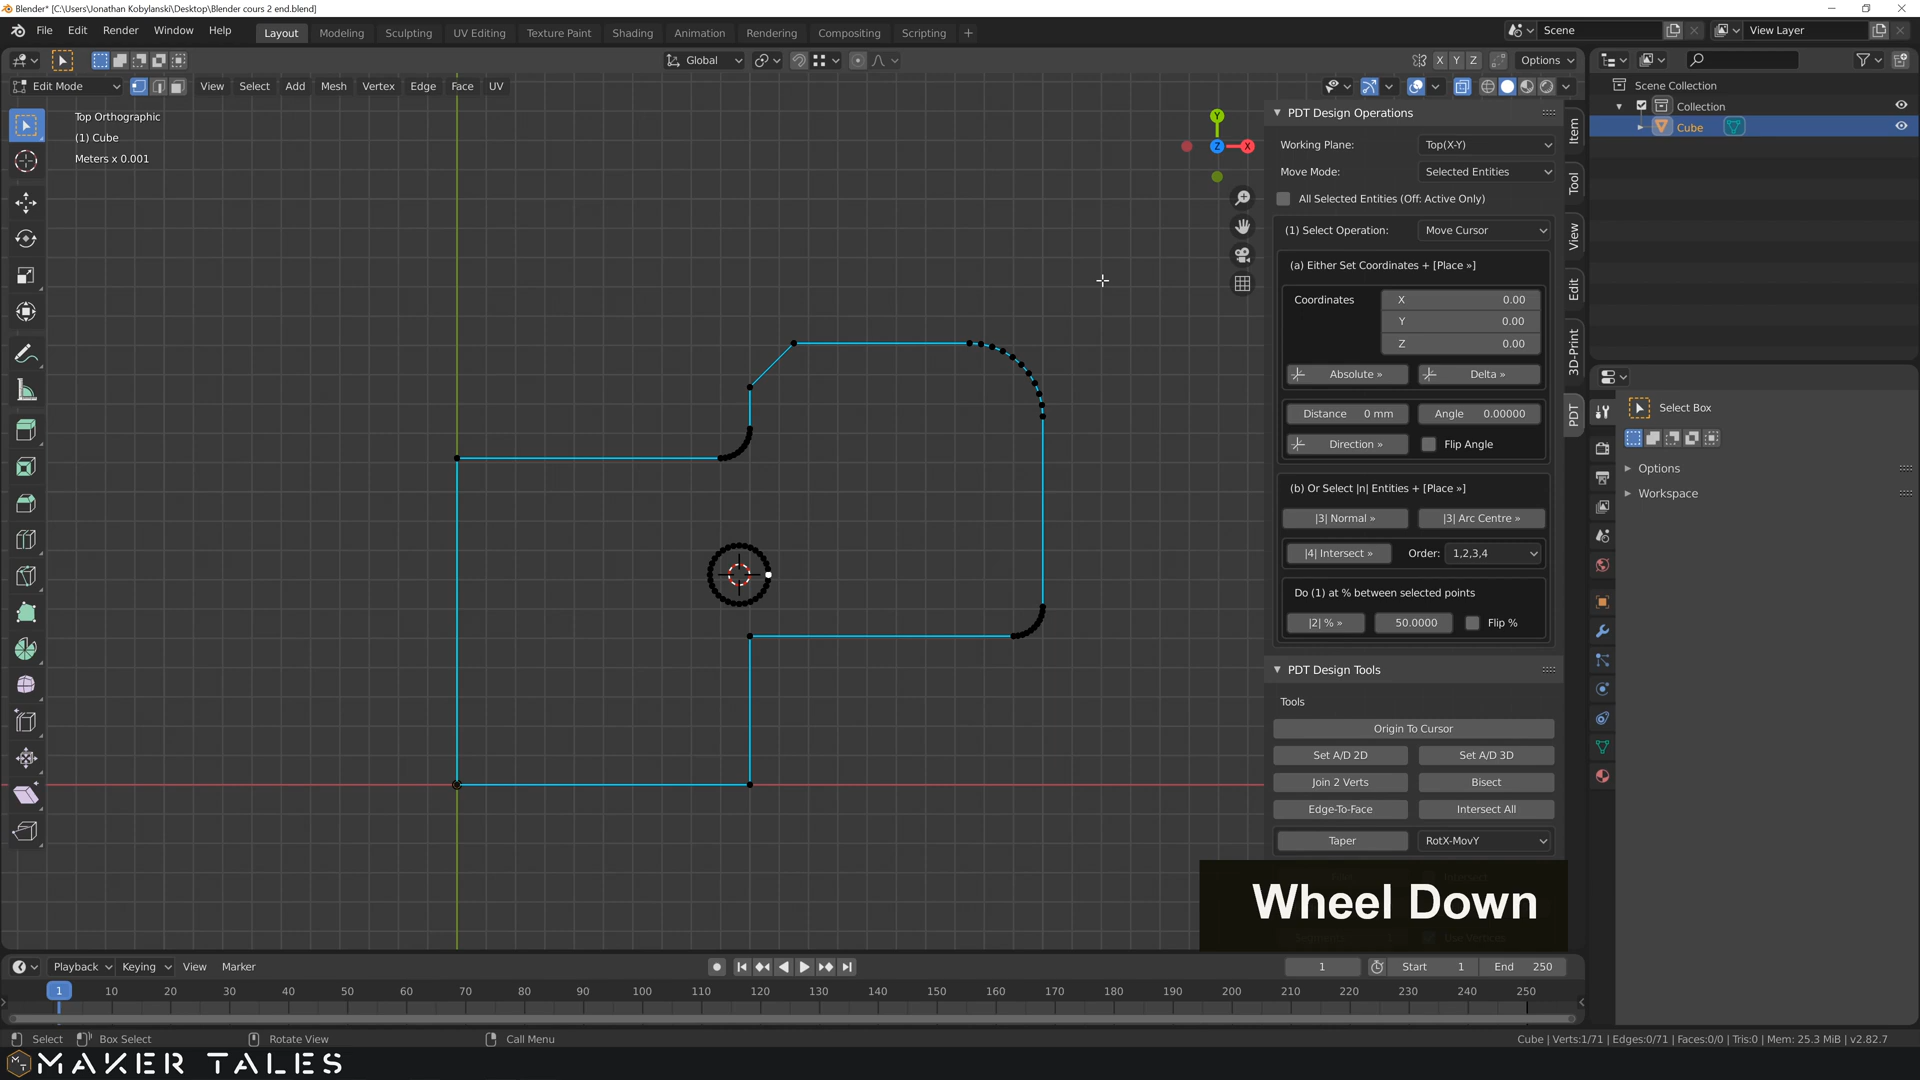 Blender* [C:\Users\Jonathan Kobylanski\Desktop\Blender cours 2 end.blend]
File Edit Render Window Help
Layout Modeling Sculpting UV Editing Texture Paint Shading Animation Rendering Compositing Scripting +
Scene
View Layer
Global
X Y Z
Options
Edit Mode
View Select Add Mesh Vertex Edge Face UV
Top Orthographic
(1) Cube
Meters x 0.001
Y
Z
X
Scene Collection
Collection
Cube
PDT Design Operations
Working Plane: Top(X-Y)
Move Mode: Selected Entities
All Selected Entities (Off: Active Only)
(1) Select Operation: Move Cursor
(a) Either Set Coordinates + [Place »]
Coordinates X 0.00
Y 0.00
Z 0.00
Absolute » Delta »
Distance 0 mm Angle 0.00000
Direction » Flip Angle
(b) Or Select |n| Entities + [Place »]
|3| Normal » |3| Arc Centre »
|4| Intersect » Order: 1,2,3,4
Do (1) at % between selected points
|2| % » 50.0000 Flip %
PDT Design Tools
Tools
Origin To Cursor
Set A/D 2D Set A/D 3D
Join 2 Verts Bisect
Edge-To-Face Intersect All
Taper RotX-MovY
Item
Tool
View
Edit
3D-Print
PDT
Select Box
Options
Workspace
Wheel Down
Playback Keying View Marker
1 Start 1 End 250
1 10 20 30 40 50 60 70 80 90 100 110 120 130 140 150 160 170 180 190 200 210 220 230 240 250
Select Box Select Rotate View Call Menu
Cube | Verts:1/71 | Edges:0/71 | Faces:0/0 | Tris:0 | Mem: 25.3 MiB | v2.82.7
MAKER TALES